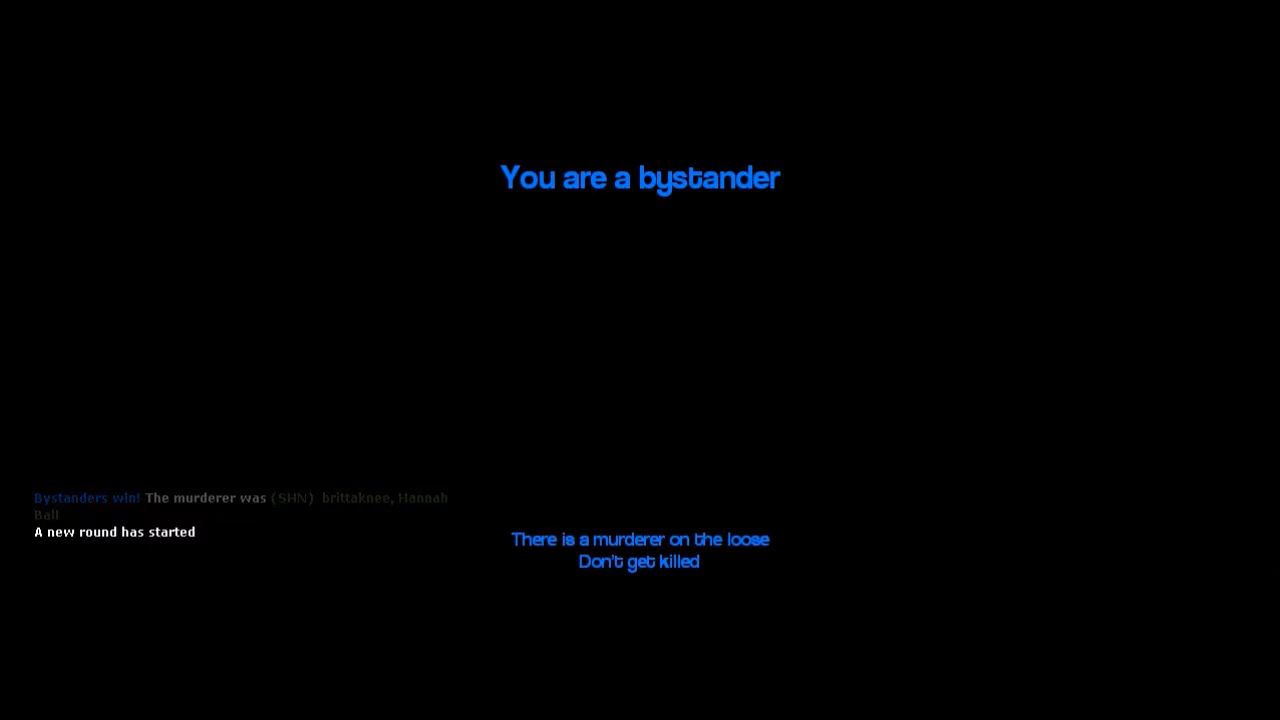 You are a bystander
Bystanders win! The murderer was (SHN)  brittaknee, Hannah
Ball
A new round has started
There is a murderer on the loose
Don't get killed